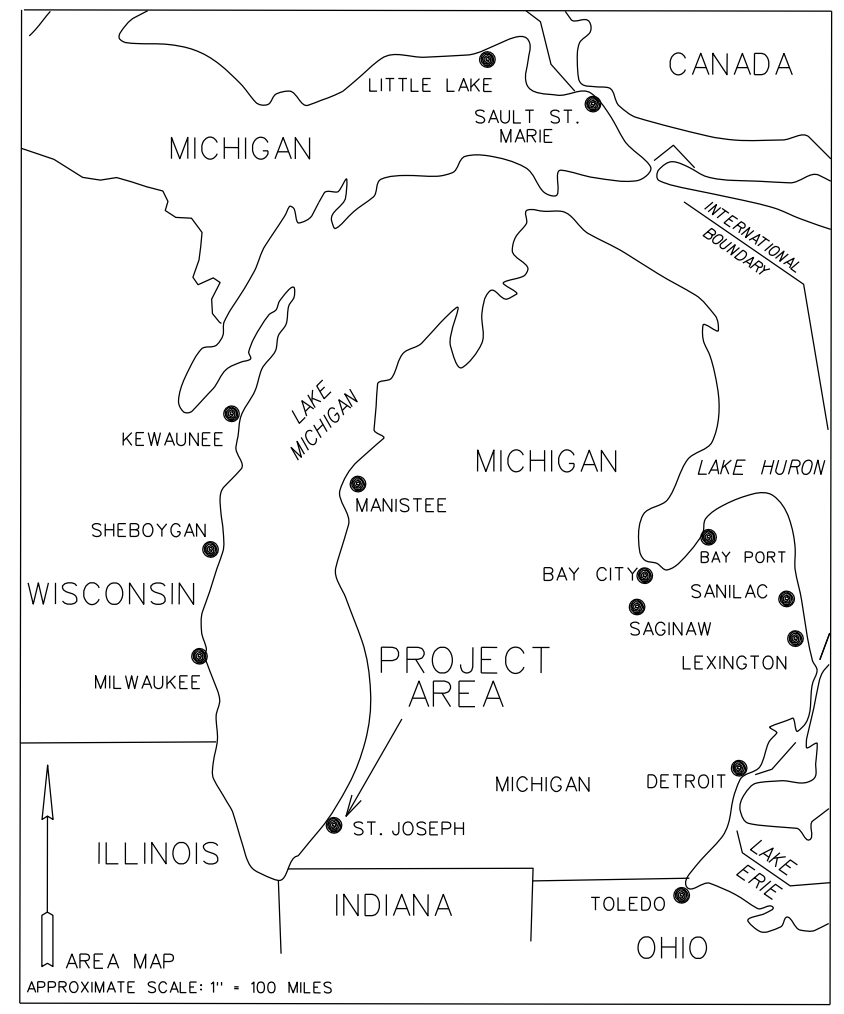 CANADA
LITTLE LAKE
SAULT ST.
MARIE
MICHIGAN
INTERNATIONAL
BOUNDARY
LAKE
MICHIGAN
KEWAUNEE
MICHIGAN
LAKE HURON
MANISTEE
SHEBOYGAN
BAY PORT
BAY CITY
WISCONSIN
SANILAC
SAGINAW
LEXINGTON
PROJECT
AREA
MILWAUKEE
MICHIGAN
DETROIT
ST. JOSEPH
ILLINOIS
LAKE
ERIE
INDIANA
TOLEDO
OHIO
AREA MAP
APPROXIMATE SCALE: 1" = 100 MILES